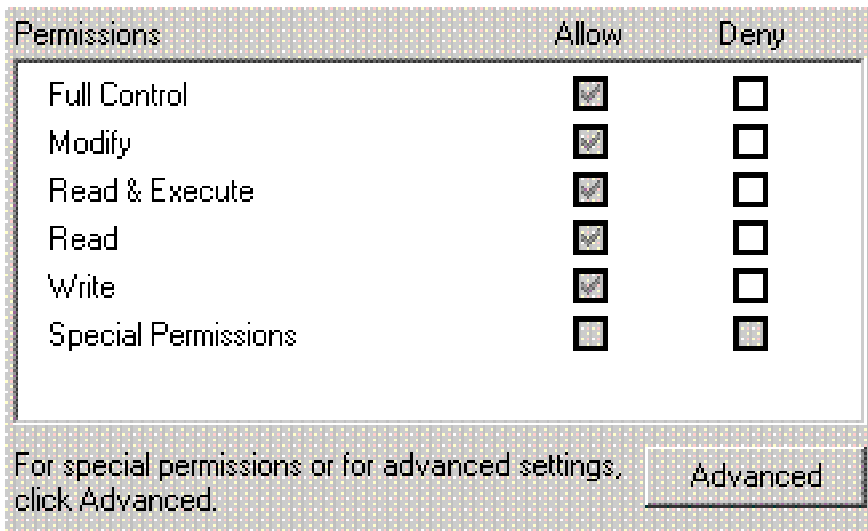 Permissions Allow Deny
Full Control
Modify
Read & Execute
Read
Write
Special Permissions
For special permissions or for advanced settings,
click Advanced.
Advanced